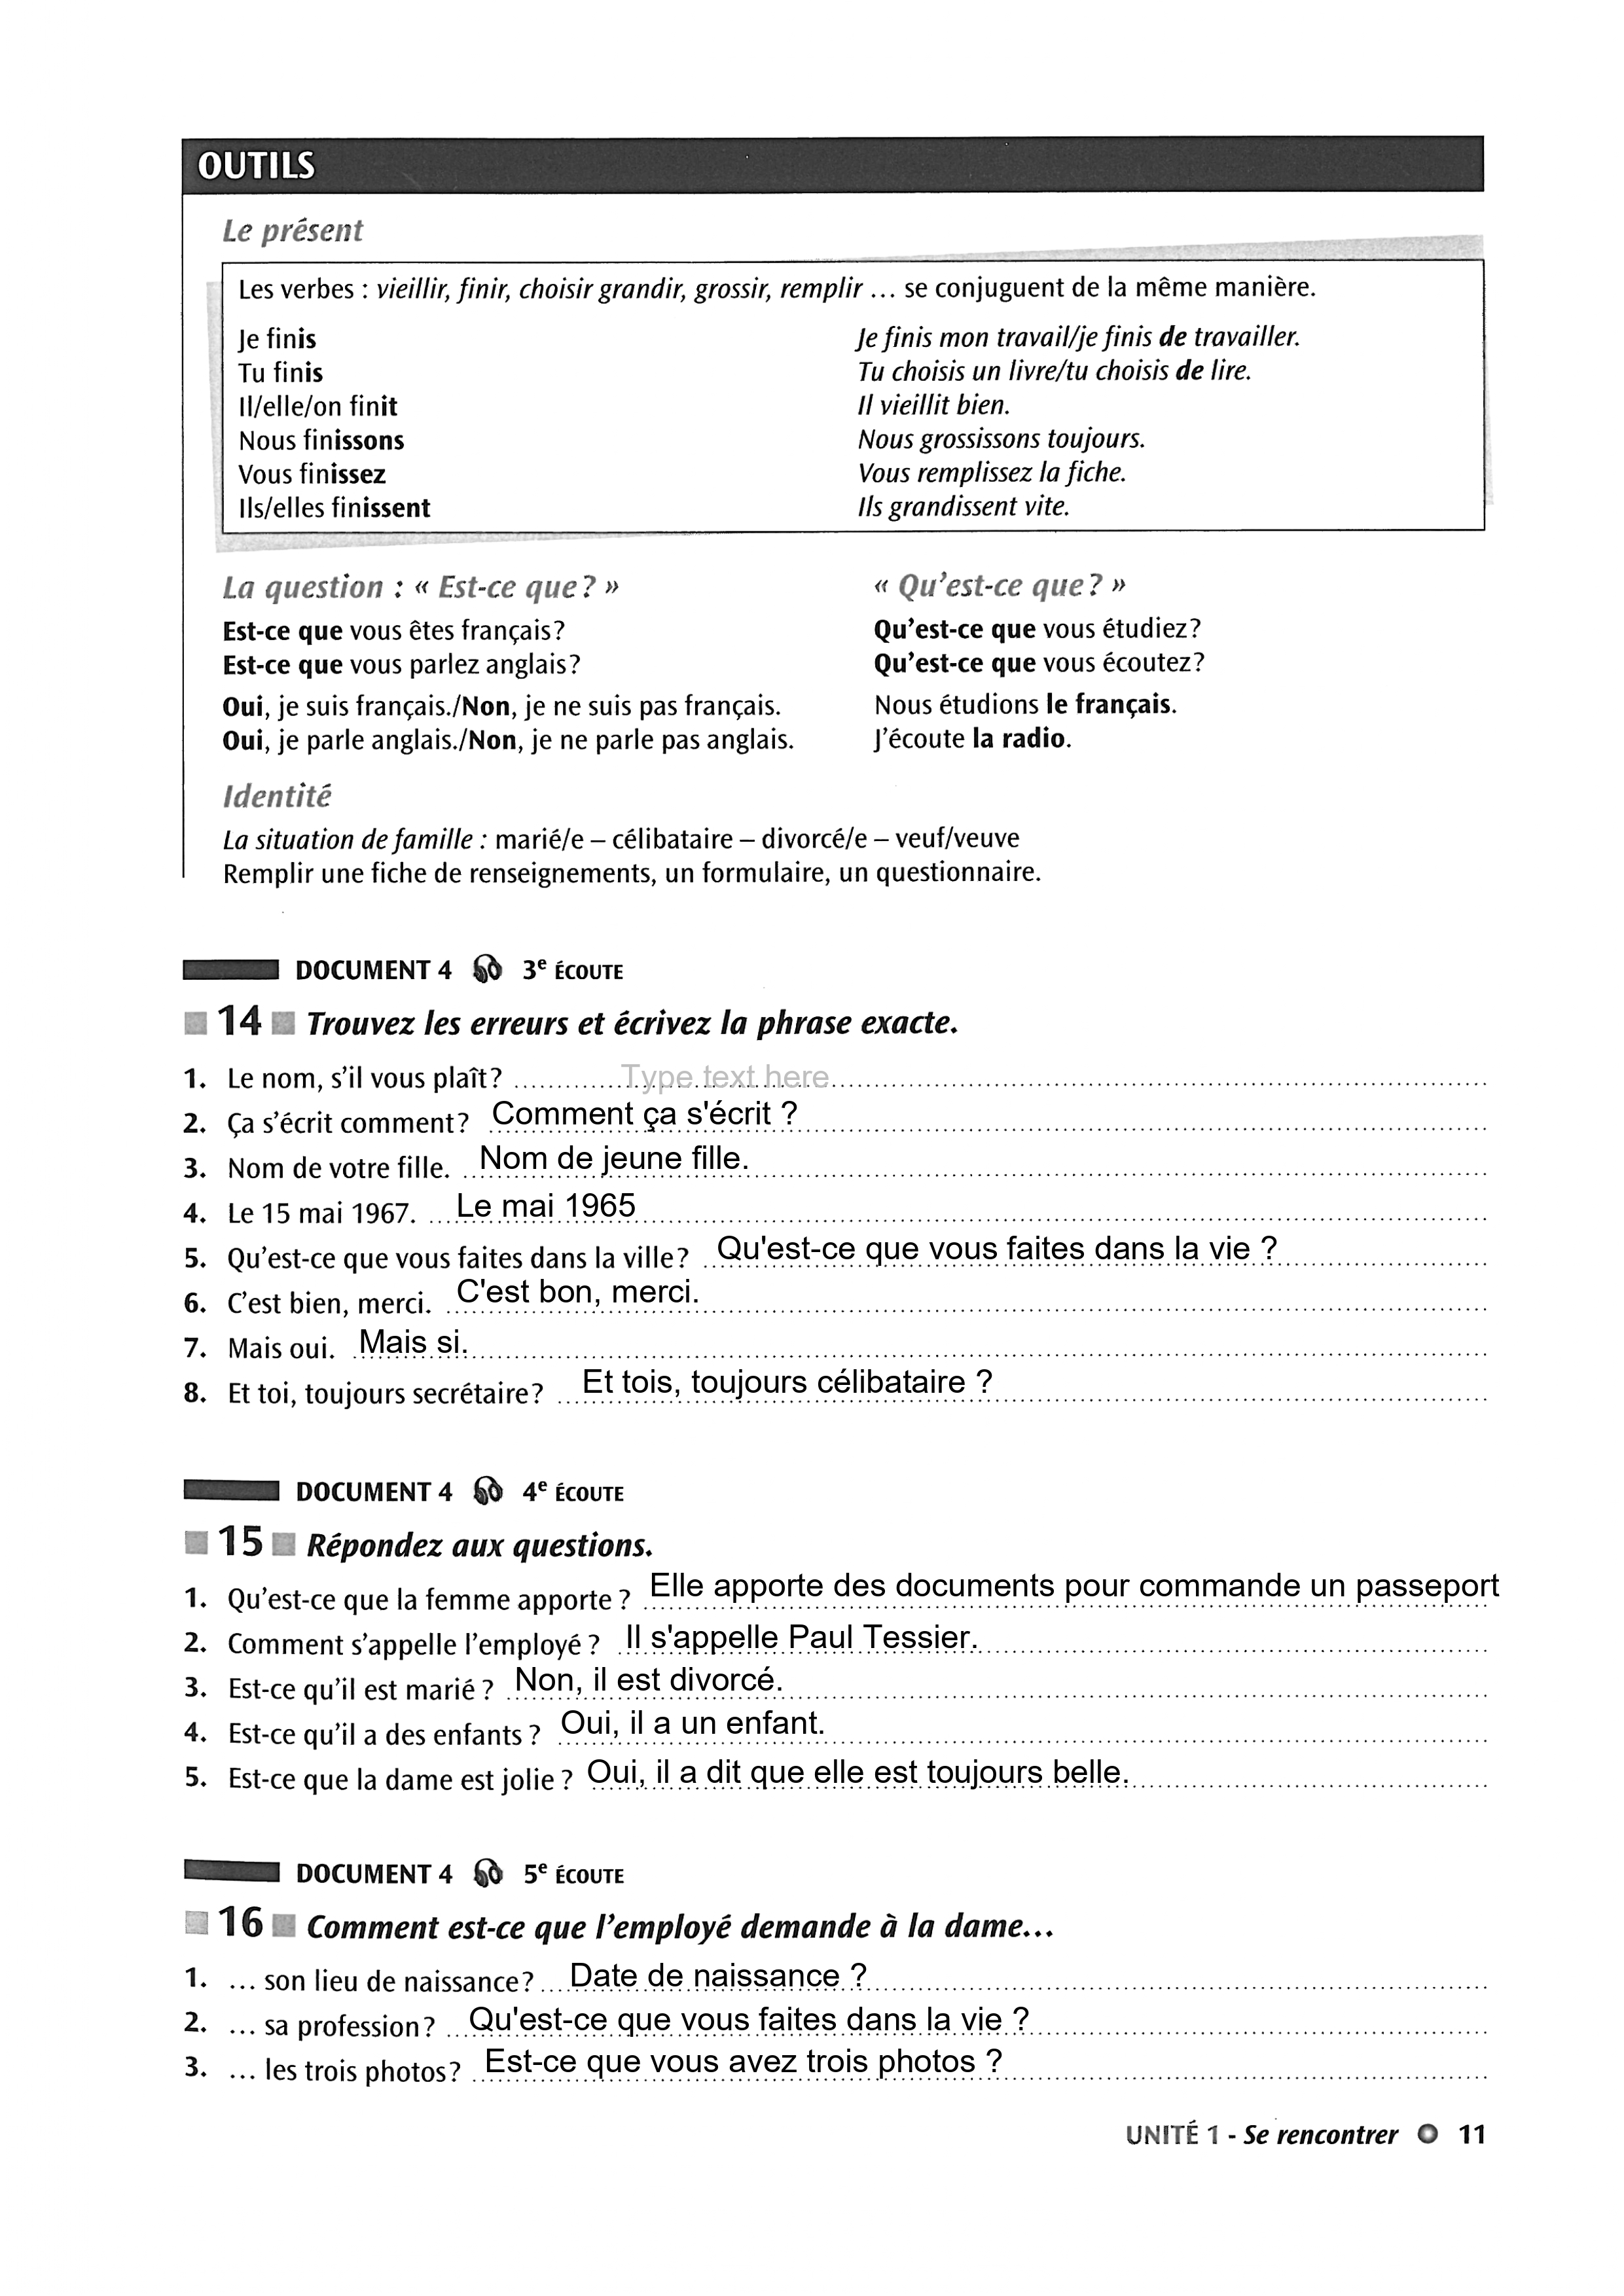 OUTILS
Le présent
Les verbes : vieillir, finir, choisir grandir, grossir, remplir ... se conjuguent de la même manière.
Je finis
Tu finis
Il/elle/on finit
Nous finissons
Vous finissez
Ils/elles finissent
Je finis mon travail/je finis de travailler.
Tu choisis un livre/tu choisis de lire.
Il vieillit bien.
Nous grossissons toujours.
Vous remplissez la fiche.
Ils grandissent vite.
La question : « Est-ce que? »
Est-ce que vous êtes français?
Est-ce que vous parlez anglais?
Oui, je suis français./Non, je ne suis pas français.
Oui, je parle anglais./Non, je ne parle pas anglais.
« Qu'est-ce que? »
Qu'est-ce que vous étudiez?
Qu'est-ce que vous écoutez?
Nous étudions le français.
J'écoute la radio.
Identité
La situation de famille : marié/e – célibataire – divorcé/e – veuf/veuve
Remplir une fiche de renseignements, un formulaire, un questionnaire.
DOCUMENT 4 3e ÉCOUTE
14 Trouvez les erreurs et écrivez la phrase exacte.
1. Le nom, s'il vous plaît? Type text here
2. Ça s'écrit comment? Comment ça s'écrit ?
3. Nom de votre fille. Nom de jeune fille.
4. Le 15 mai 1967. Le mai 1965
5. Qu'est-ce que vous faites dans la ville? Qu'est-ce que vous faites dans la vie ?
6. C'est bien, merci. C'est bon, merci.
7. Mais oui. Mais si.
8. Et toi, toujours secrétaire? Et tois, toujours célibataire ?
DOCUMENT 4 4e ÉCOUTE
15 Répondez aux questions.
1. Qu'est-ce que la femme apporte ? Elle apporte des documents pour commande un passeport
2. Comment s'appelle l'employé ? Il s'appelle Paul Tessier.
3. Est-ce qu'il est marié ? Non, il est divorcé.
4. Est-ce qu'il a des enfants ? Oui, il a un enfant.
5. Est-ce que la dame est jolie ? Oui, il a dit que elle est toujours belle.
DOCUMENT 4 5e ÉCOUTE
16 Comment est-ce que l'employé demande à la dame...
1. ... son lieu de naissance? Date de naissance ?
2. ... sa profession? Qu'est-ce que vous faites dans la vie ?
3. ... les trois photos? Est-ce que vous avez trois photos ?
UNITÉ 1 - Se rencontrer 11